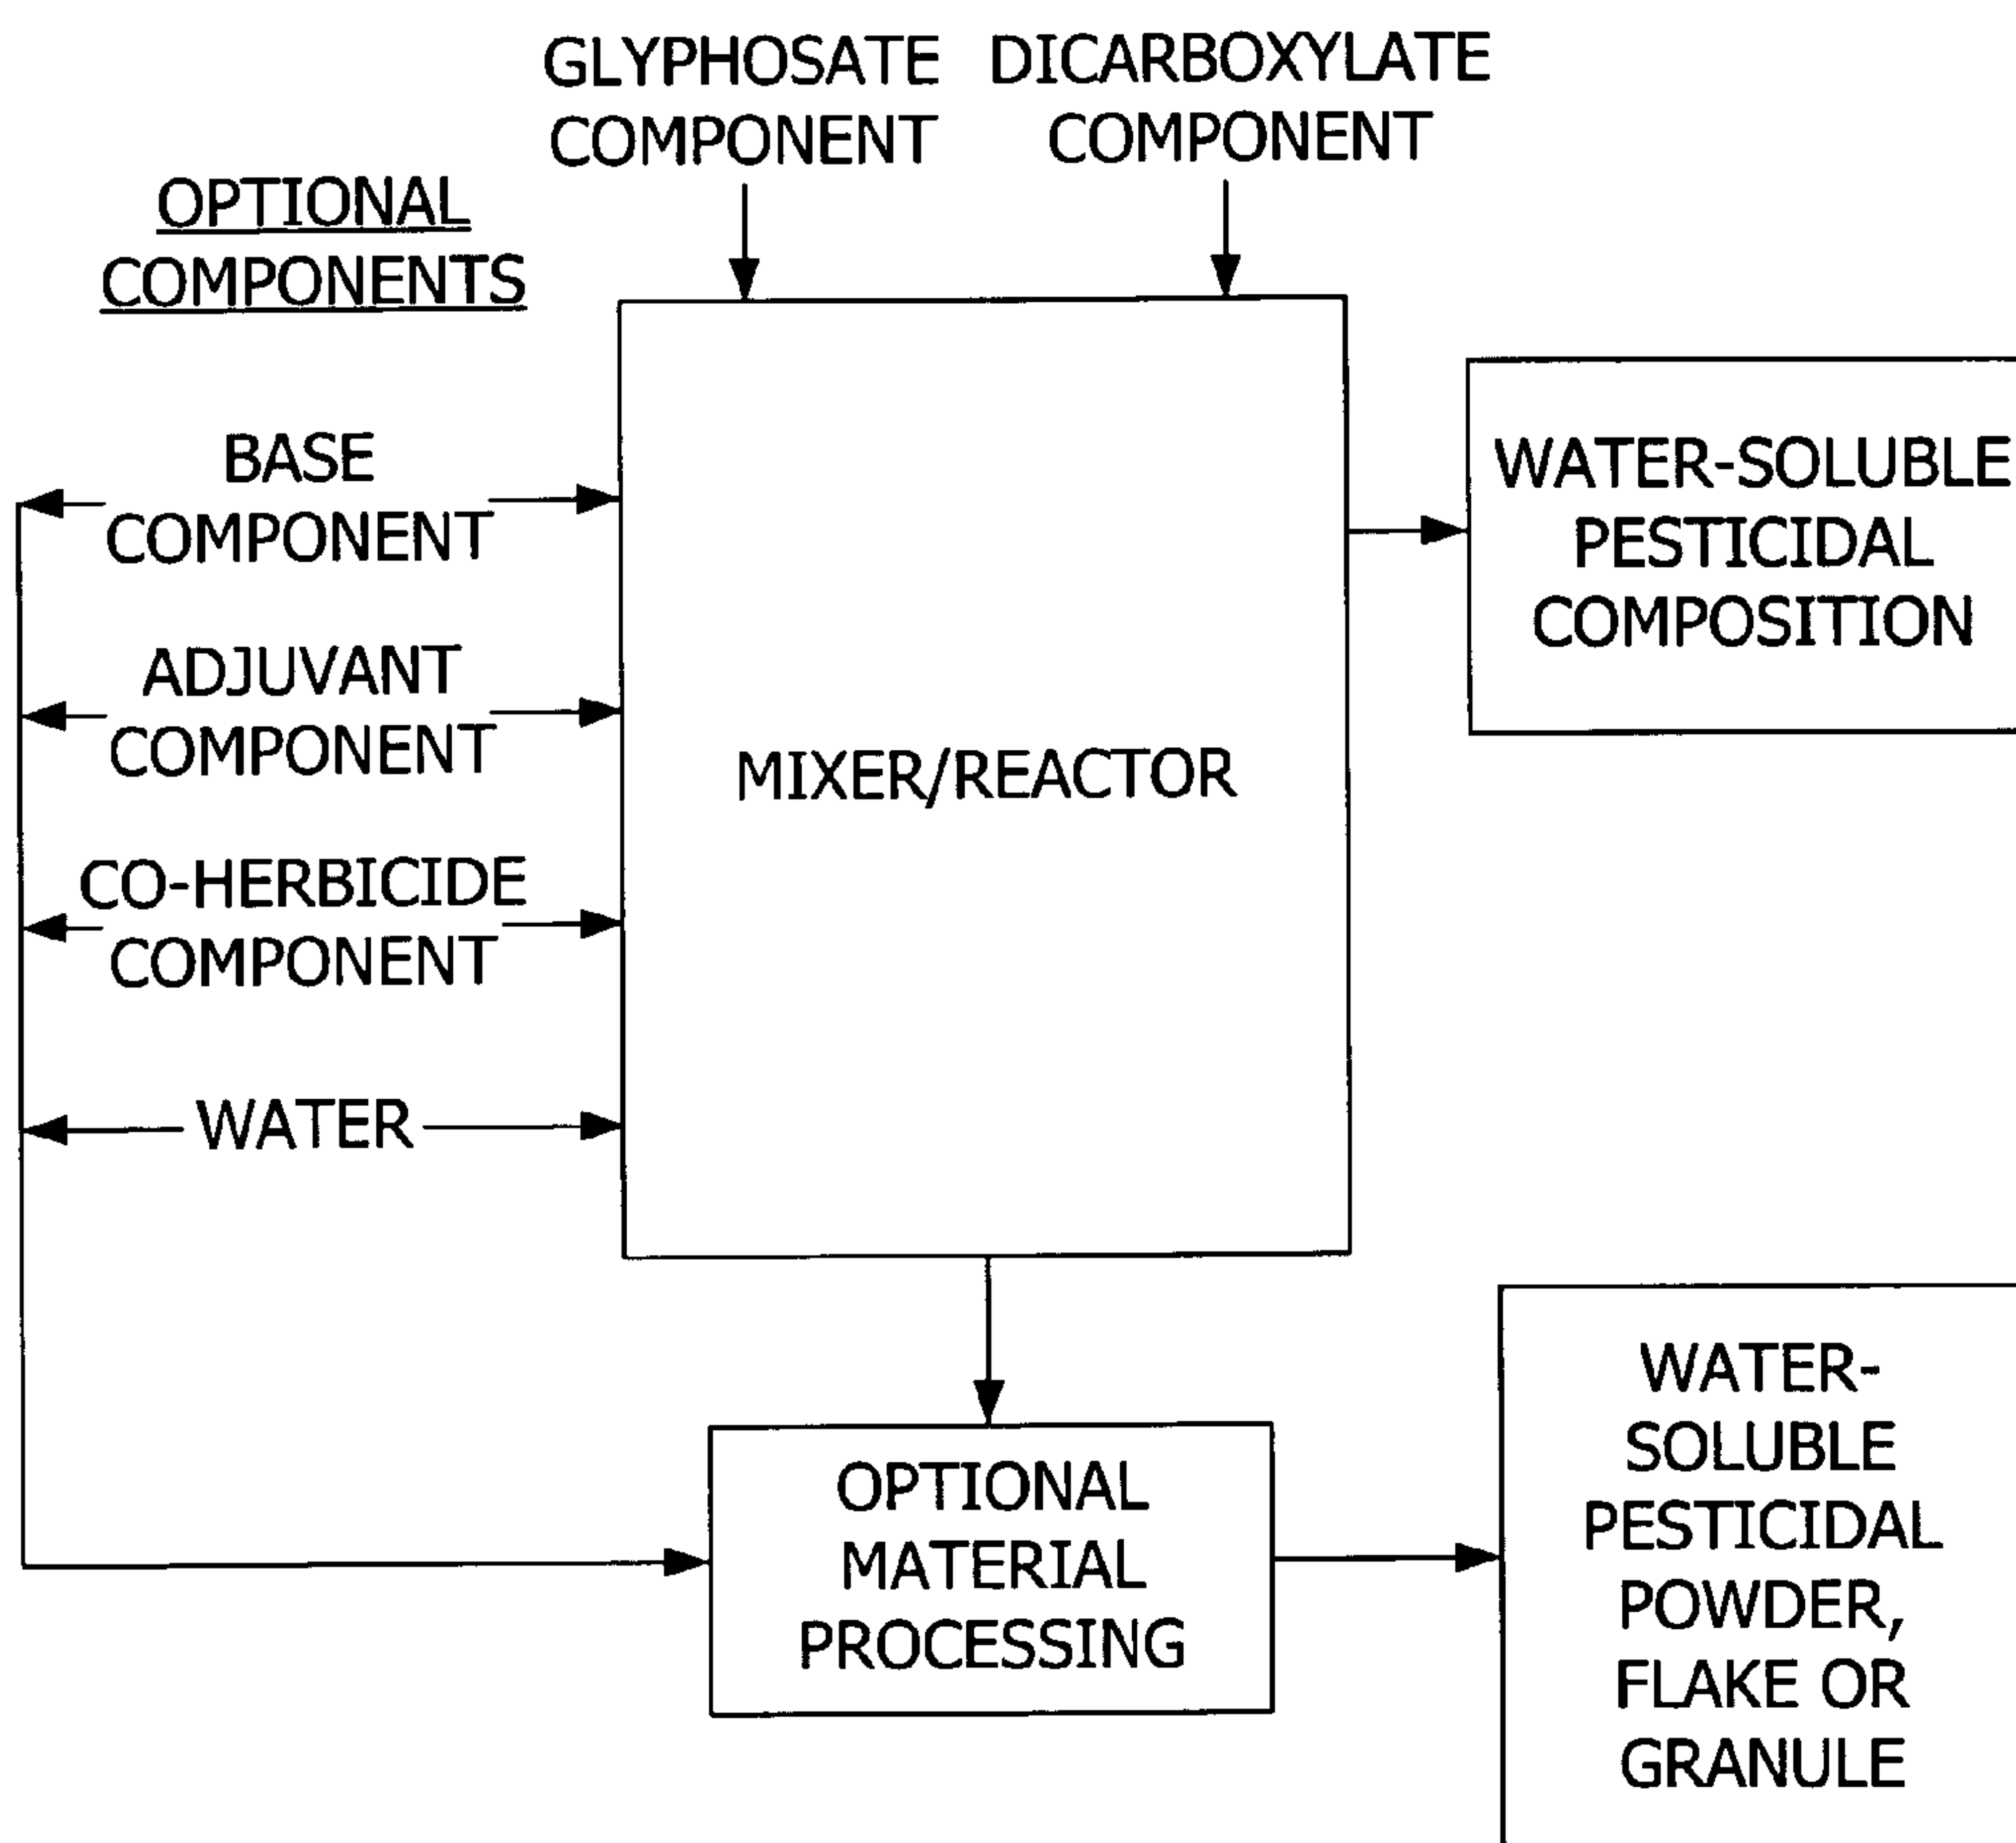 GLYPHOSATE
COMPONENT
DICARBOXYLATE
COMPONENT
OPTIONAL
COMPONENTS
BASE
COMPONENT
ADJUVANT
COMPONENT
CO-HERBICIDE
COMPONENT
WATER
MIXER/REACTOR
WATER-SOLUBLE
PESTICIDAL
COMPOSITION
OPTIONAL
MATERIAL
PROCESSING
WATER-
SOLUBLE
PESTICIDAL
POWDER,
FLAKE OR
GRANULE